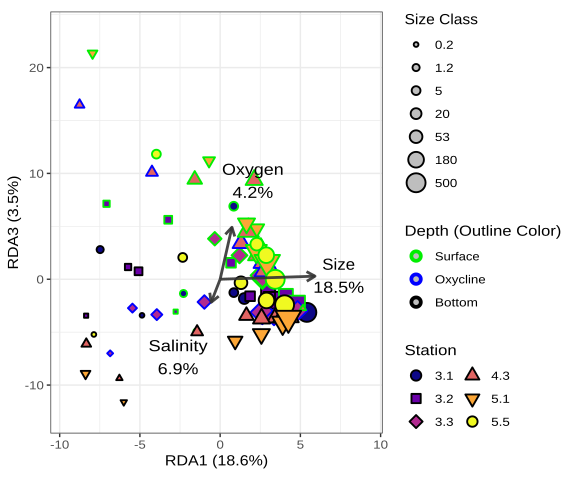 Size Class
0.2
1.2
5
20
53
180
500
Depth (Outline Color)
Surface
Oxycline
Bottom
Station
3.1
4.3
3.2
5.1
3.3
5.5
RDA3 (3.5%)
20
10
0
-10
Oxygen
4.2%
Size
18.5%
Salinity
6.9%
-10
-5
0
5
10
RDA1 (18.6%)